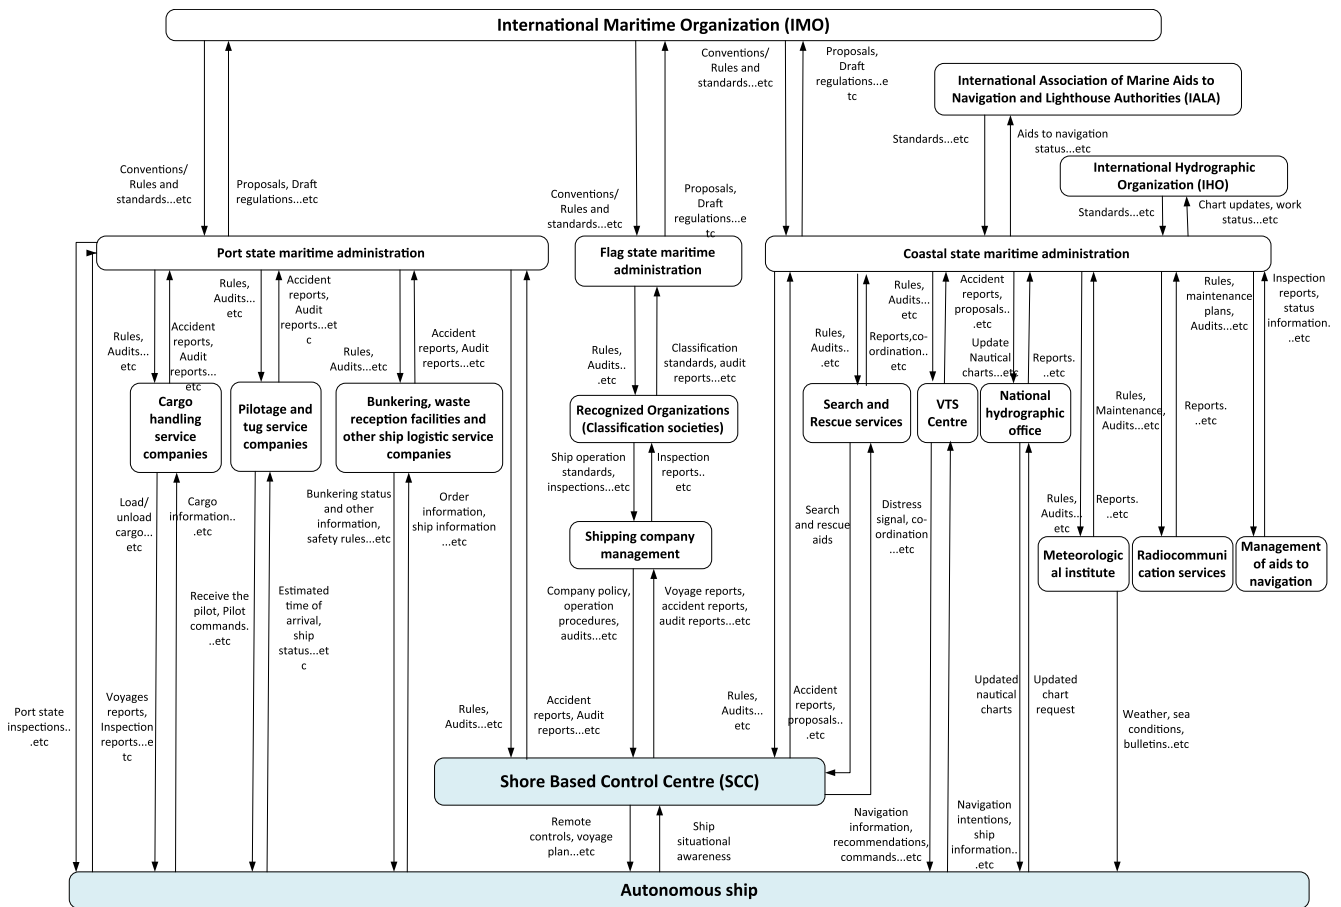 International Maritime Organization (IMO)
Conventions/
Rules and
standards...etc
Proposals,
Draft
regulations...e
tc
International Association of Marine Aids to
Navigation and Lighthouse Authorities (IALA)
Standards...etc
Aids to navigation
status...etc
International Hydrographic
Organization (IHO)
Conventions/
Rules and
standards...etc
Proposals, Draft
regulations...etc
Conventions/
Rules and
standards...etc
Proposals,
Draft
regulations...e
tc
Standards...etc
Chart updates, work
status...etc
Port state maritime administration
Flag state maritime
administration
Coastal state maritime administration
Rules,
Audits...
etc
Accident
reports,
Audit
reports...etc
Rules,
Audits...
etc
Accident
reports,
Audit
reports...et
c
Rules,
Audits...etc
Accident
reports, Audit
reports...etc
Rules,
Audits..
.etc
Classification
standards, audit
reports...etc
Rules,
Audits..
.etc
Reports,co-
ordination..
.etc
Rules,
Audits...
etc
Accident
reports,
proposals..
.etc
Update
Nautical
charts...etc
Reports.
..etc
Rules,
maintenance
plans,
Audits...etc
Inspection
reports,
status
information.
..etc
Cargo
handling
service
companies
Pilotage and
tug service
companies
Bunkering, waste
reception facilities and
other ship logistic service
companies
Recognized Organizations
(Classification societies)
Search and
Rescue services
VTS
Centre
National
hydrographic
office
Rules,
Maintenance,
Audits...etc
Reports.
..etc
Ship operation
standards,
inspections...etc
Inspection
reports..
.etc
Load/
unload
cargo...
etc
Cargo
information..
.etc
Bunkering status
and other
information,
safety rules...etc
Order
information,
ship information
...etc
Search
and rescue
aids
Distress
signal, co-
ordination
...etc
Rules,
Audits...
etc
Reports.
..etc
Shipping company
management
Meteorologic
al institute
Radiocommuni
cation services
Management
of aids to
navigation
Receive the
pilot, Pilot
commands.
..etc
Estimated
time of
arrival,
ship
status...et
c
Company policy,
operation
procedures,
audits...etc
Voyage reports,
accident reports,
audit reports...etc
Port state
inspections..
.etc
Voyages
reports,
Inspection
reports...e
tc
Rules,
Audits...etc
Accident
reports, Audit
reports...etc
Rules,
Audits...
etc
Accident
reports,
proposals..
.etc
Updated
nautical
charts
Updated
chart
request
Weather, sea
conditions,
bulletins..etc
Shore Based Control Centre (SCC)
Remote
controls, voyage
plan...etc
Ship
situational
awareness
Navigation
information,
recommendations,
commands...etc
Navigation
intentions,
ship
information..
.etc
Autonomous ship